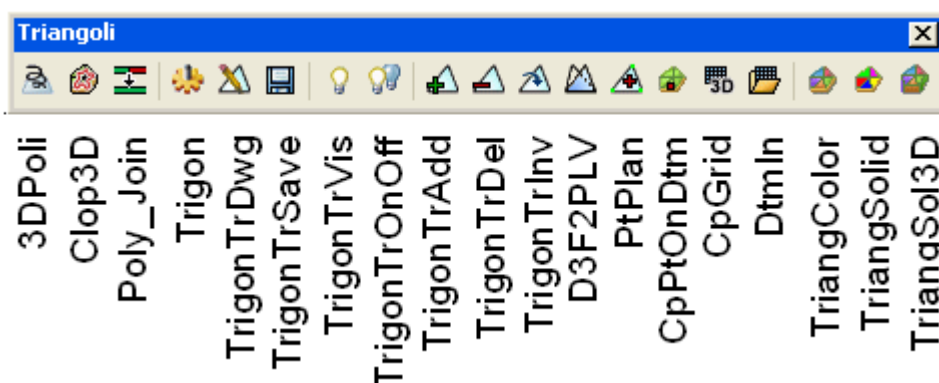 Triangoli
3D
3DPoli
Clop3D
Poly_Join
Trigon
TrigonTrDwg
TrigonTrSave
TrigonTrVis
TrigonTrOnOff
TrigonTrAdd
TrigonTrDel
TrigonTrInv
D3F2PLV
PtPlan
CpPtOnDtm
CpGrid
DtmIn
TriangColor
TriangSolid
TriangSol3D